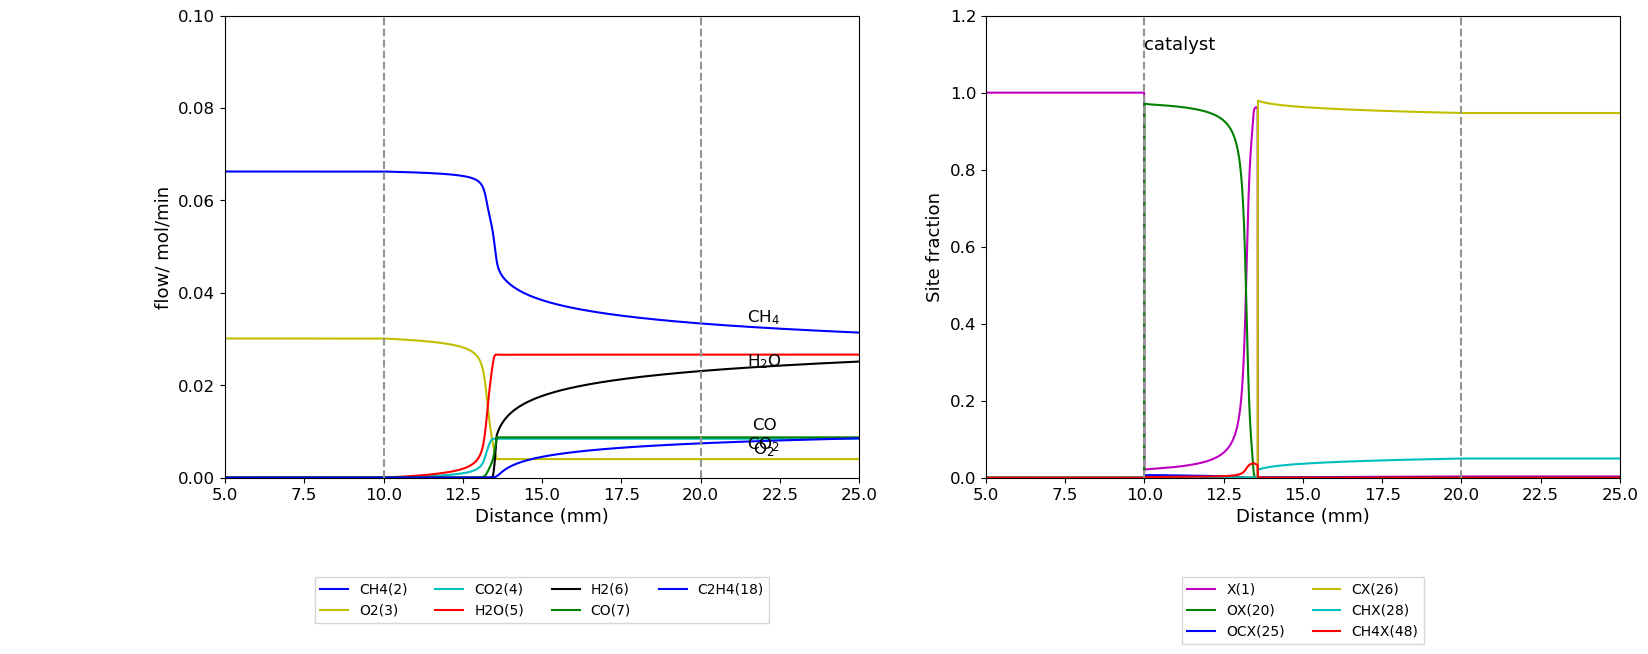 0.10
0.08
0.06
0.04
0.02
0.00
flow/ mol/min
CH₄
H₂O
CO
CO₂
O₂
5.0 7.5 10.0 12.5 15.0 17.5 20.0 22.5 25.0
Distance (mm)
CH4(2) CO2(4) H2(6) C2H4(18)
O2(3) H2O(5) CO(7)
1.2
1.0
0.8
0.6
0.4
0.2
0.0
Site fraction
catalyst
5.0 7.5 10.0 12.5 15.0 17.5 20.0 22.5 25.0
Distance (mm)
X(1) CX(26)
OX(20) CHX(28)
OCX(25) CH4X(48)